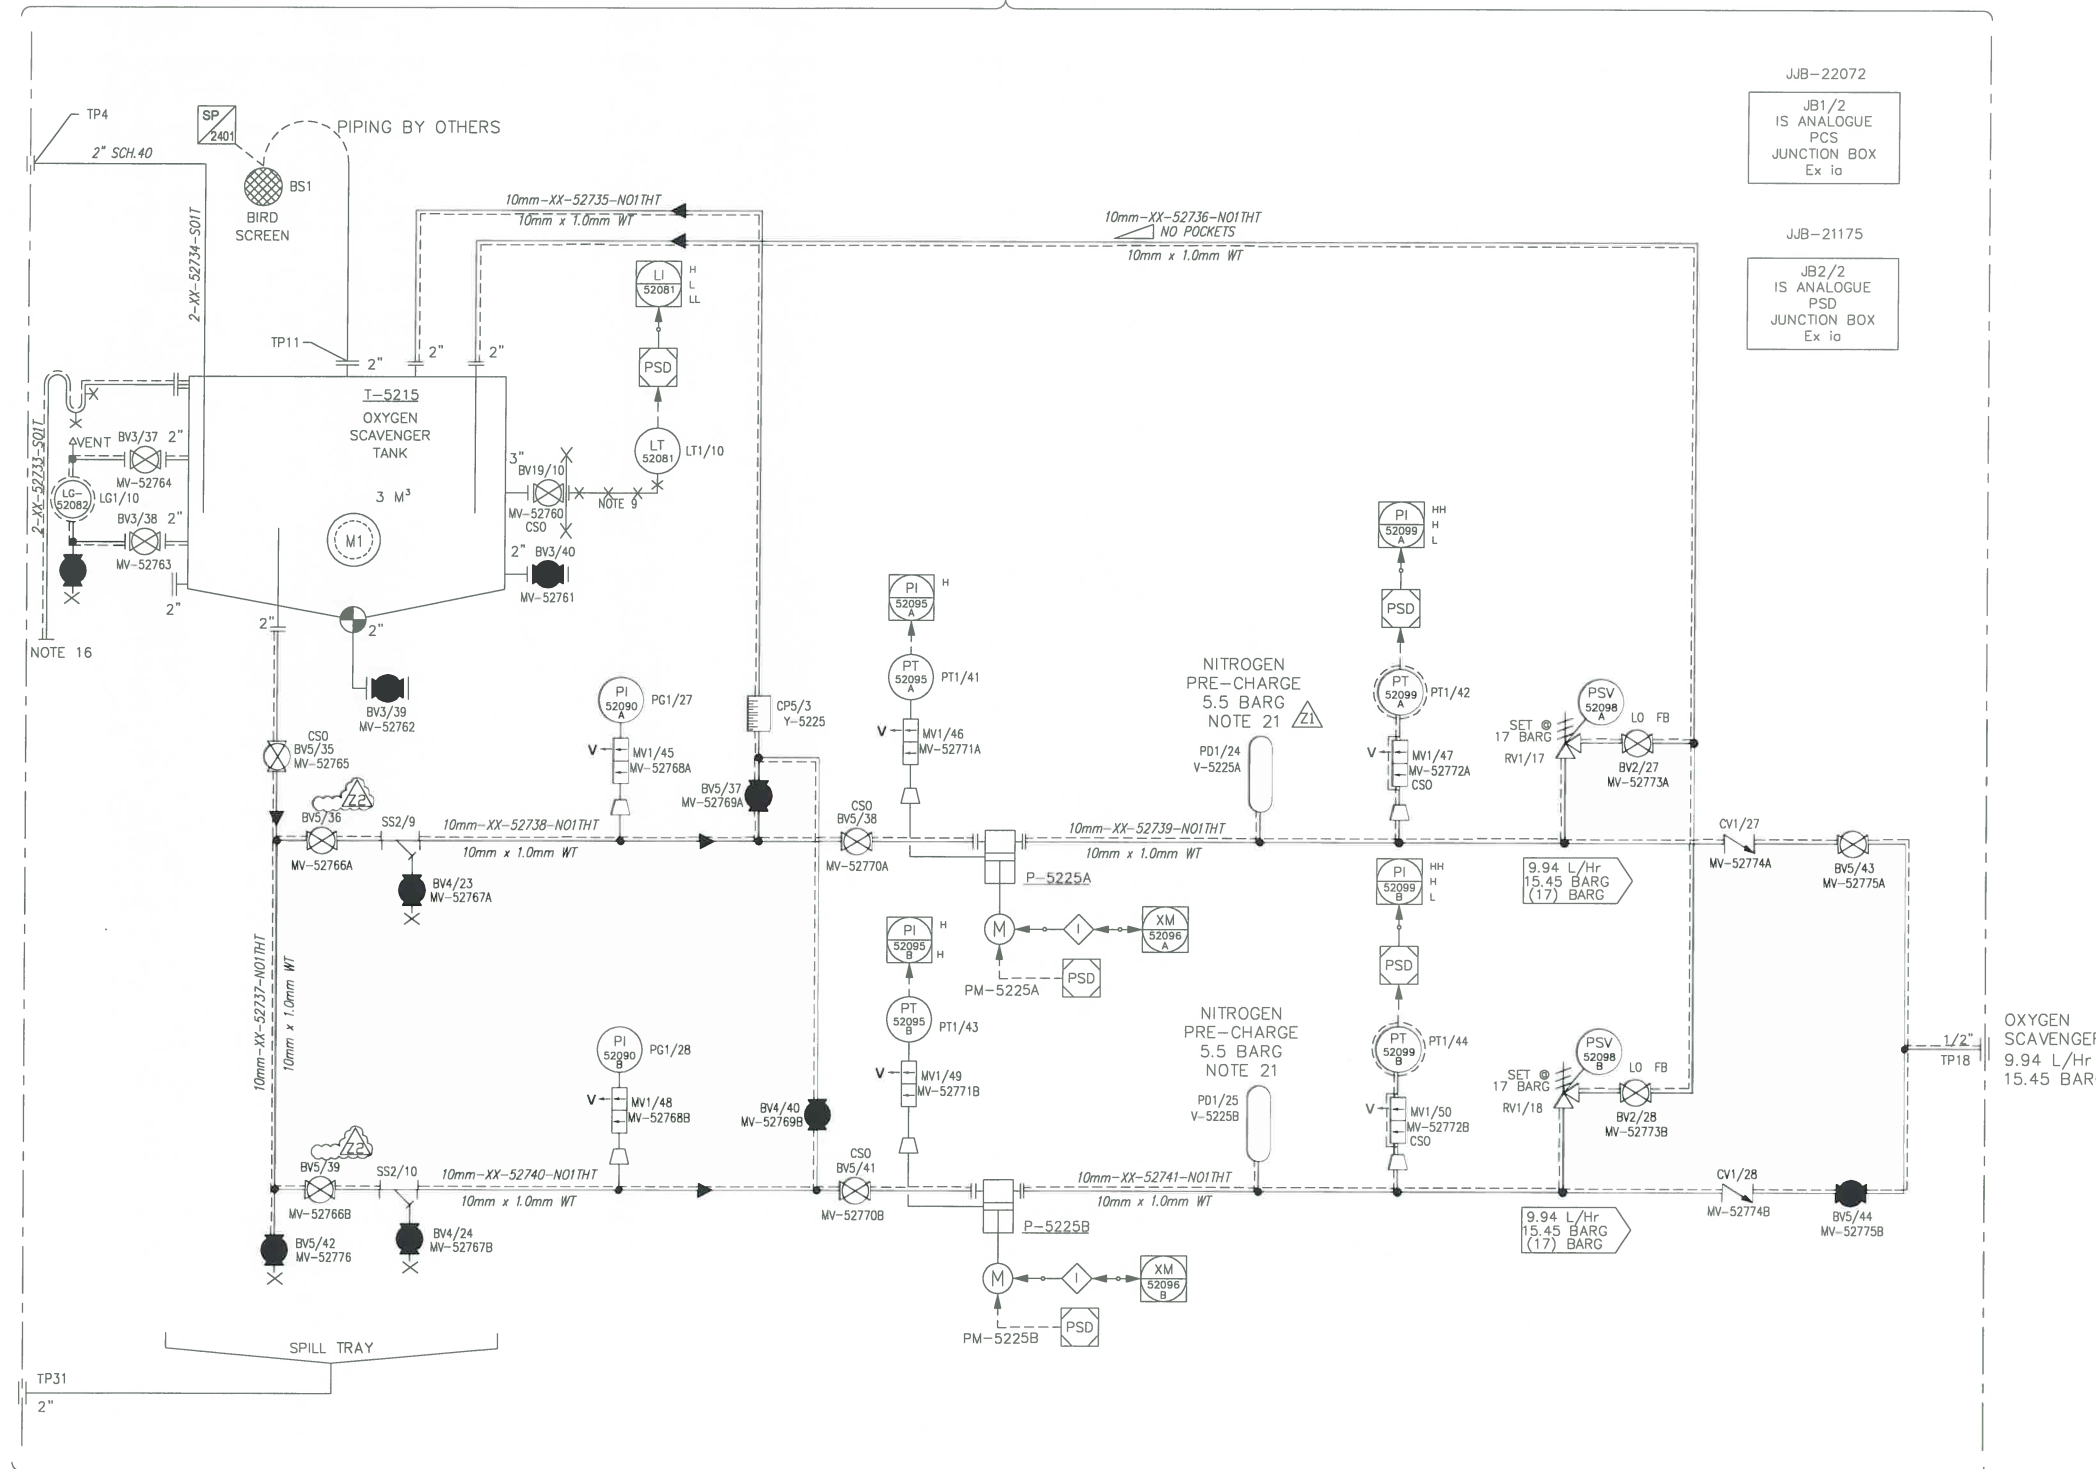 JJB-22072
JB1/2
IS ANALOGUE
PCS
JUNCTION BOX
Ex ia
JJB-21175
JB2/2
IS ANALOGUE
PSD
JUNCTION BOX
Ex ia
TP4
2" SCH.40
SP
2401
PIPING BY OTHERS
BS1
BIRD
SCREEN
2-XX-52734-S01T
10mm-XX-52735-NO1THT
10mm x 1.0mm WT
10mm-XX-52736-NO1THT
NO POCKETS
10mm x 1.0mm WT
LI
52081
H
L
LL
PSD
LT
52081
LT1/10
TP11
2"
2"
2"
T-5215
OXYGEN
SCAVENGER
TANK
3 M³
M1
2-XX-52733-S01T
VENT
BV3/37
2"
MV-52764
LG-
52082
LG1/10
BV3/38
2"
MV-52763
2"
NOTE 16
3"
BV19/10
MV-52760
CSO
NOTE 9
2"
BV3/40
MV-52761
2"
2"
BV3/39
MV-52762
CSO
BV5/35
MV-52765
Z2
BV5/36
MV-52766A
SS2/9
BV4/23
MV-52767A
10mm-XX-52738-NO1THT
10mm x 1.0mm WT
PI
52090
A
PG1/27
V
MV1/45
MV-52768A
CP5/3
Y-5225
BV5/37
MV-52769A
CSO
BV5/38
MV-52770A
PI
52095
A
H
PT
52095
A
PT1/41
V
MV1/46
MV-52771A
P-5225A
M
I
XM
52096
A
PSD
PM-5225A
10mm-XX-52739-NO1THT
10mm x 1.0mm WT
NITROGEN
PRE-CHARGE
5.5 BARG
NOTE 21
Z1
PD1/24
V-5225A
PI
52099
A
HH
H
L
PSD
PT
52099
A
PT1/42
V
MV1/47
MV-52772A
CSO
PSV
52098
A
SET @
17 BARG
RV1/17
LO FB
BV2/27
MV-52773A
9.94 L/Hr
15.45 BARG
(17) BARG
CV1/27
MV-52774A
BV5/43
MV-52775A
10mm-XX-52737-NO1THT
10mm x 1.0mm WT
Z2
BV5/39
MV-52766B
SS2/10
BV4/24
MV-52767B
BV5/42
MV-52776
10mm-XX-52740-NO1THT
10mm x 1.0mm WT
PI
52090
B
PG1/28
V
MV1/48
MV-52768B
BV4/40
MV-52769B
CSO
BV5/41
MV-52770B
PI
52095
B
H
H
PT
52095
B
PT1/43
V
MV1/49
MV-52771B
P-5225B
M
I
XM
52096
B
PSD
PM-5225B
10mm-XX-52741-NO1THT
10mm x 1.0mm WT
NITROGEN
PRE-CHARGE
5.5 BARG
NOTE 21
PD1/25
V-5225B
PI
52099
B
HH
H
L
PSD
PT
52099
B
PT1/44
V
MV1/50
MV-52772B
CSO
PSV
52098
B
SET @
17 BARG
RV1/18
LO FB
BV2/28
MV-52773B
9.94 L/Hr
15.45 BARG
(17) BARG
CV1/28
MV-52774B
BV5/44
MV-52775B
1/2"
TP18
OXYGEN
SCAVENGER
9.94 L/Hr
15.45 BAR
SPILL TRAY
TP31
2"